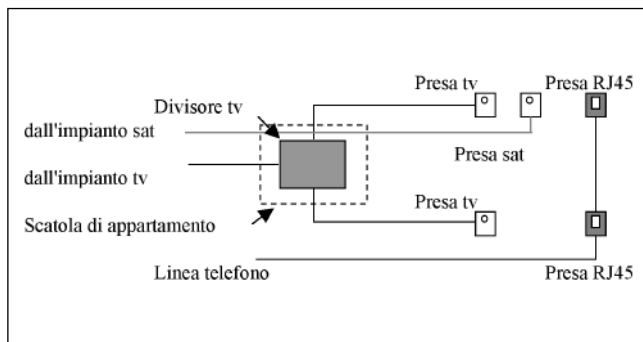 Presa tv
Presa RJ45
Divisore tv
dall'impianto sat
Presa sat
dall'impianto tv
Presa tv
Scatola di appartamento
Linea telefono
Presa RJ45